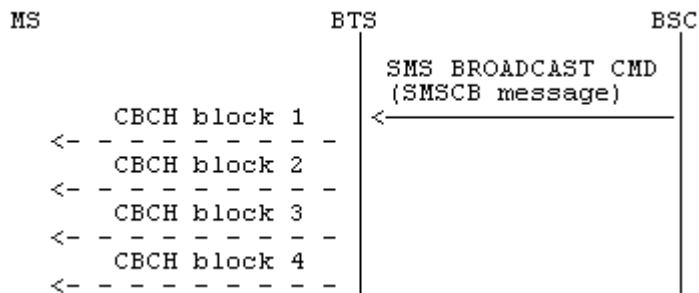 MS BTS BSC
SMS BROADCAST CMD
(SMSCB message)
CBCH block 1
CBCH block 2
CBCH block 3
CBCH block 4